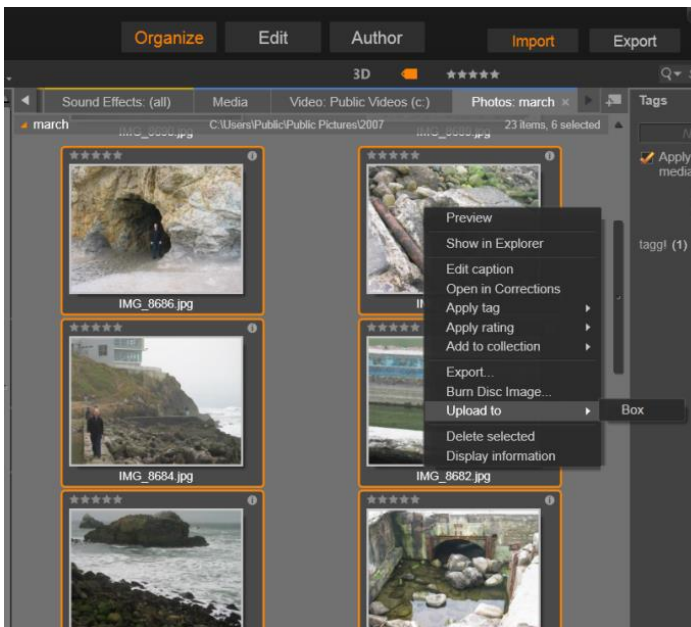 Organize Edit Author Import Export
3D
Sound Effects: (all) Media Video: Public Videos (c:) Photos: march × Tags
march C:\Users\Public\Public Pictures\2007 23 items, 6 selected
Apply
media
tag
(1)
IMG_8686.jpg
IMG_8684.jpg
IMG_8682.jpg
Preview
Show in Explorer
Edit caption
Open in Corrections
Apply tag
Apply rating
Add to collection
Export...
Burn Disc Image...
Upload to Box
Delete selected
Display information